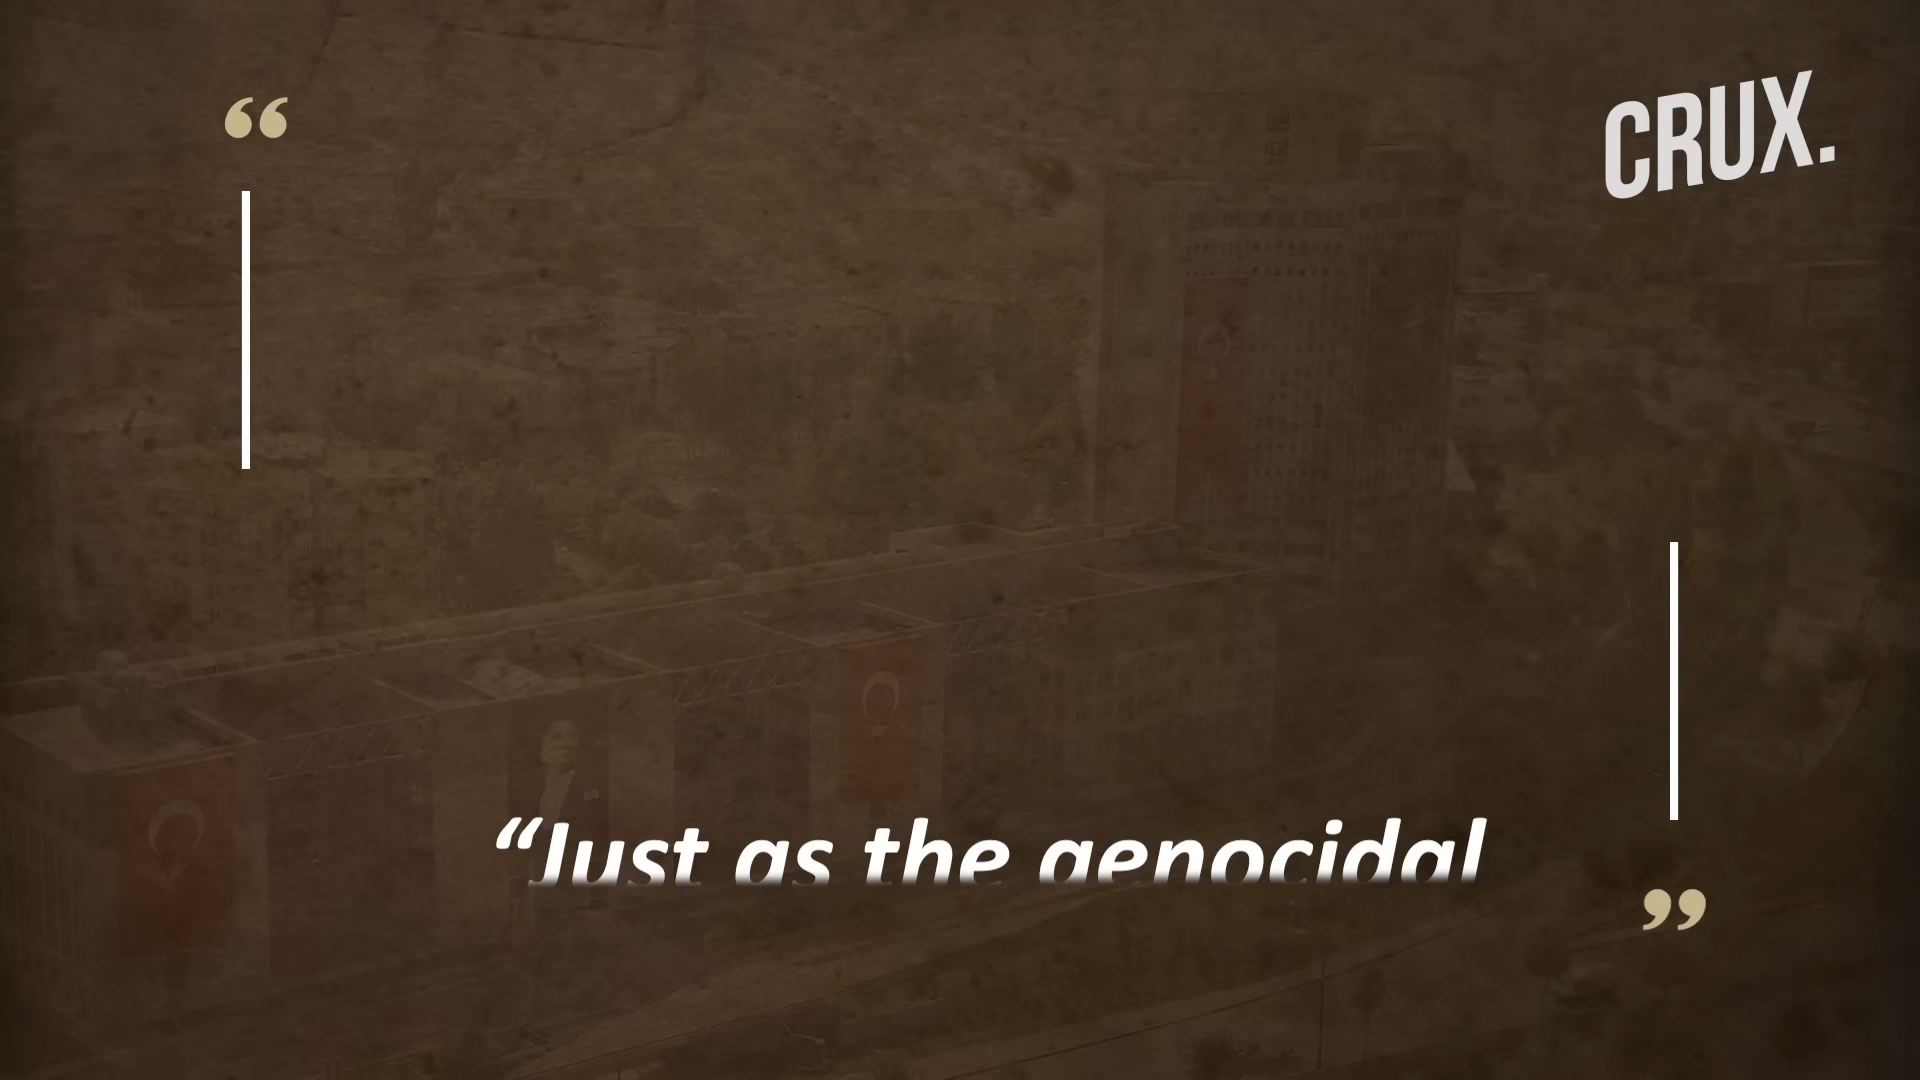 CRUX.
“Just as the genocidal